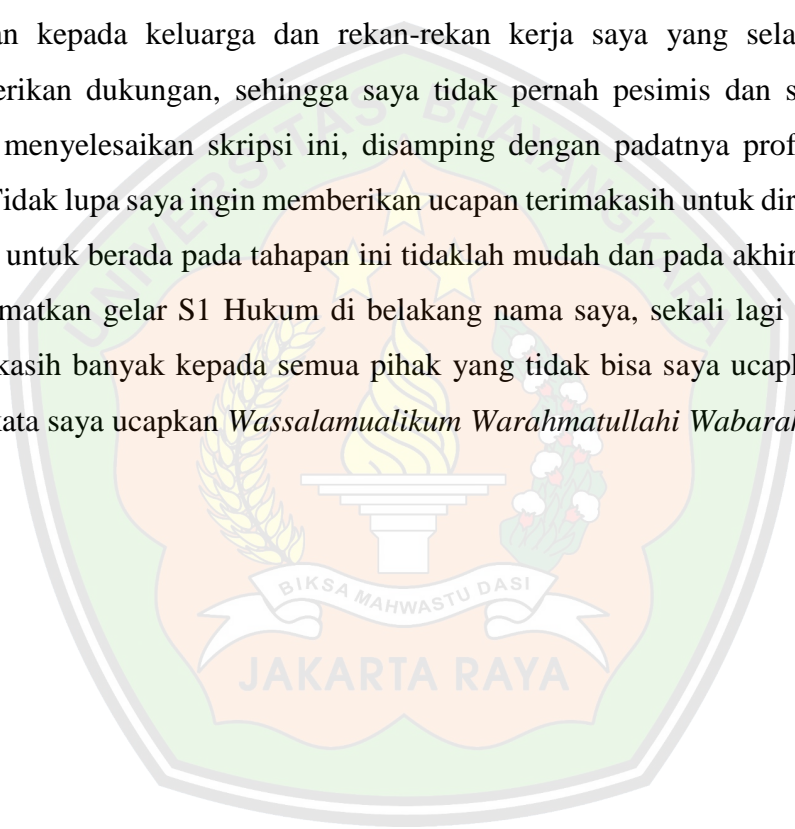 an kepada keluarga dan rekan-rekan kerja saya yang sela
erikan dukungan, sehingga saya tidak pernah pesimis dan s
menyelesaikan skripsi ini, disamping dengan padatnya prof
Tidak lupa saya ingin memberikan ucapan terimakasih untuk dir
untuk berada pada tahapan ini tidaklah mudah dan pada akhir
matkan gelar S1 Hukum di belakang nama saya, sekali lagi
kasih banyak kepada semua pihak yang tidak bisa saya ucapk
kata saya ucapkan Wassalamualikum Warahmatullahi Wabarak
UNIVERSITAS BHAYANGKARA
BIKSA MAHWASTU DASI
JAKARTA RAYA